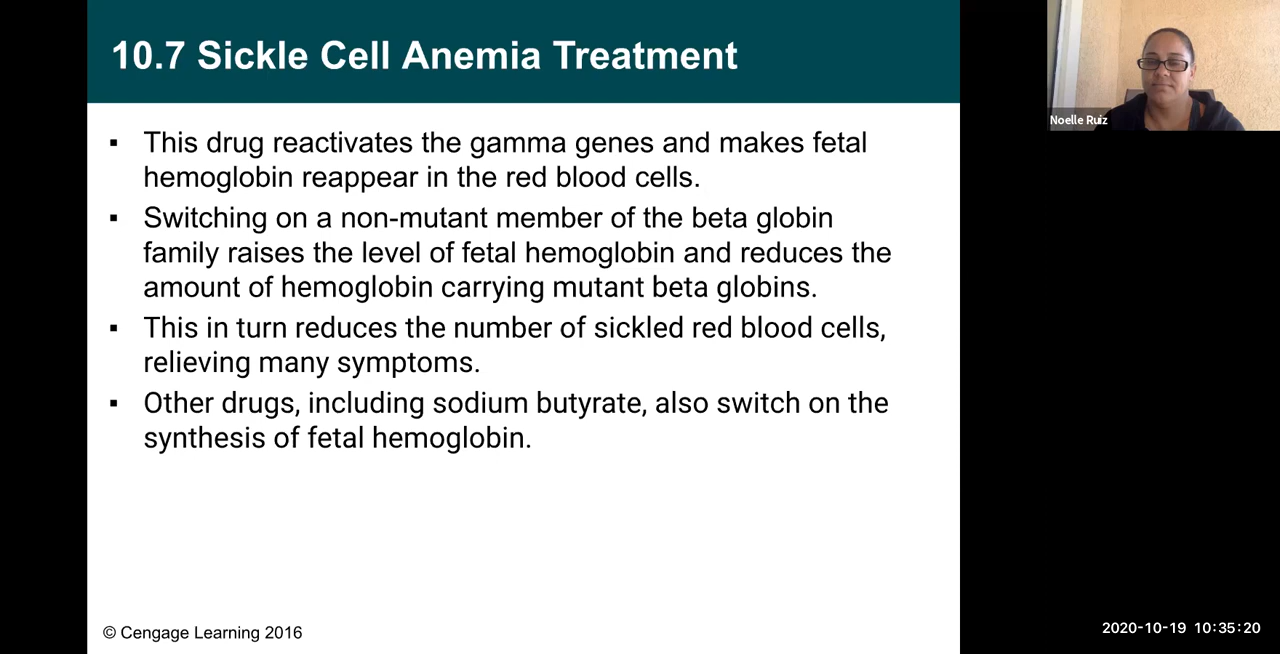 10.7 Sickle Cell Anemia Treatment
Noelle Ruiz
▪ This drug reactivates the gamma genes and makes fetal
hemoglobin reappear in the red blood cells.
▪ Switching on a non-mutant member of the beta globin
family raises the level of fetal hemoglobin and reduces the
amount of hemoglobin carrying mutant beta globins.
▪ This in turn reduces the number of sickled red blood cells,
relieving many symptoms.
▪ Other drugs, including sodium butyrate, also switch on the
synthesis of fetal hemoglobin.
© Cengage Learning 2016
2020-10-19 10:35:20